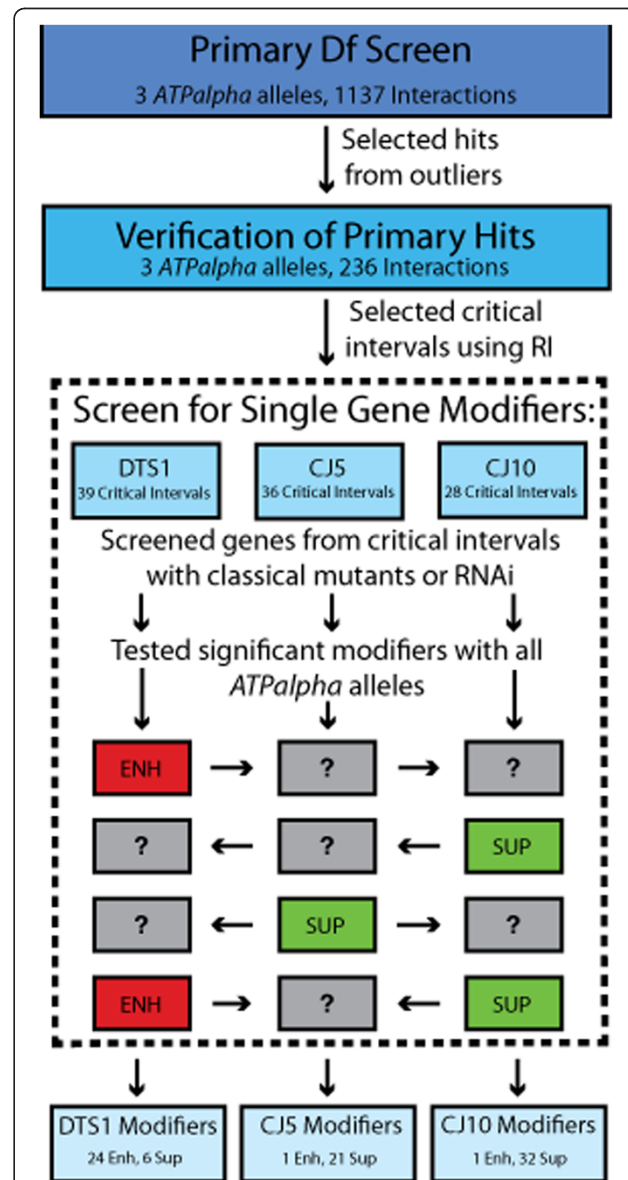 Primary Df Screen
3 ATPalpha alleles, 1137 Interactions
Selected hits
from outliers
Verification of Primary Hits
3 ATPalpha alleles, 236 Interactions
Selected critical
intervals using RI
Screen for Single Gene Modifiers:
DTS1
39 Critical Intervals
CJ5
36 Critical Intervals
CJ10
28 Critical Intervals
Screened genes from critical intervals
with classical mutants or RNAi
Tested significant modifiers with all
ATPalpha alleles
ENH ? ?
? ? SUP
? SUP ?
ENH ? SUP
DTS1 Modifiers
24 Enh, 6 Sup
CJ5 Modifiers
1 Enh, 21 Sup
CJ10 Modifiers
1 Enh, 32 Sup